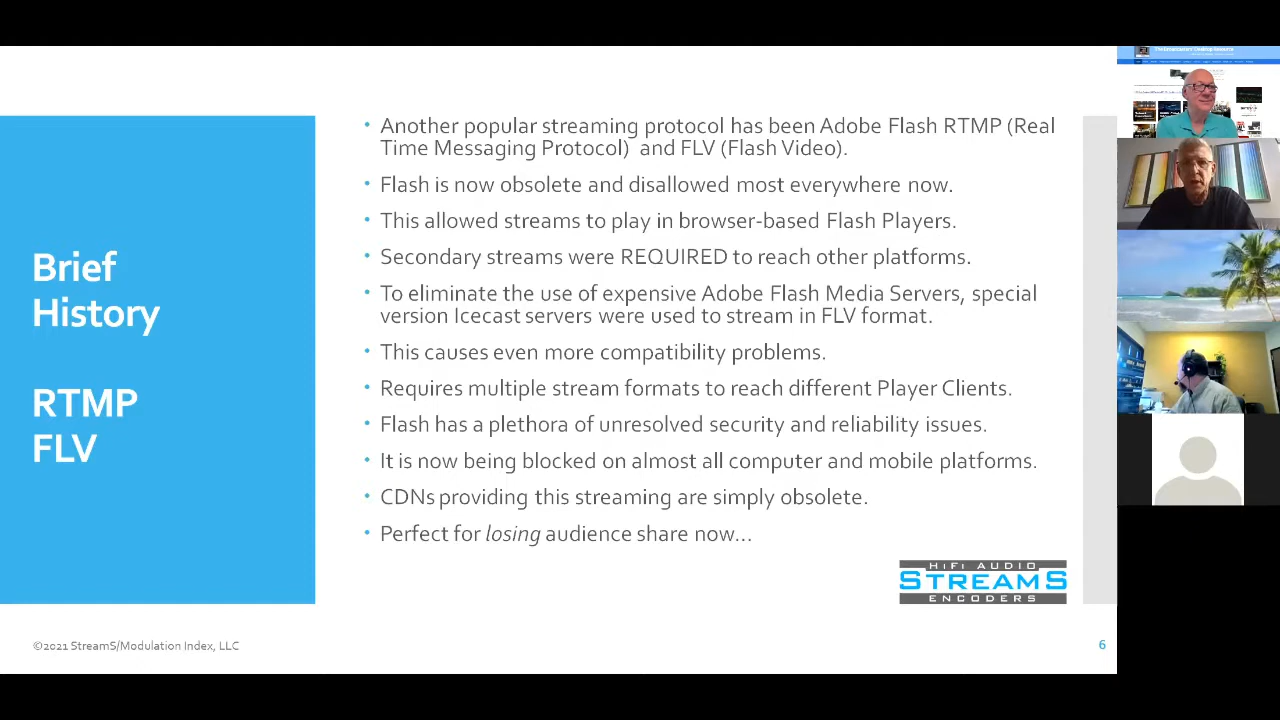 Brief
History
RTMP
FLV
• Another popular streaming protocol has been Adobe Flash RTMP (Real
Time Messaging Protocol) and FLV (Flash Video).
• Flash is now obsolete and disallowed most everywhere now.
• This allowed streams to play in browser-based Flash Players.
• Secondary streams were REQUIRED to reach other platforms.
• To eliminate the use of expensive Adobe Flash Media Servers, special
version Icecast servers were used to stream in FLV format.
• This causes even more compatibility problems.
• Requires multiple stream formats to reach different Player Clients.
• Flash has a plethora of unresolved security and reliability issues.
• It is now being blocked on almost all computer and mobile platforms.
• CDNs providing this streaming are simply obsolete.
• Perfect for losing audience share now...
HiFi AUDIO
STREAMS
ENCODERS
©2021 StreamS/Modulation Index, LLC
6